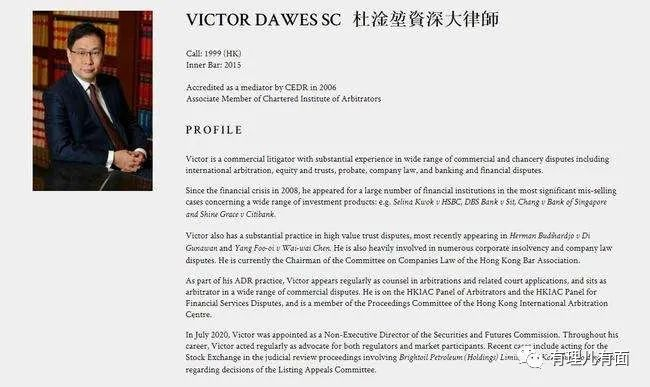 VICTOR DAWES SC 杜淦堃資深大律師
Call: 1999 (HK)
Inner Bar: 2015
Accredited as a mediator by CEDR in 2006
Associate Member of Chartered Institute of Arbitrators
PROFILE
Victor is a commercial litigator with substantial experience in wide range of commercial and chancery disputes including
international arbitration, equity and trusts, probate, company law, and banking and financial disputes.
Since the financial crisis in 2008, he appeared for a large number of financial institutions in the most significant mis-selling
cases concerning a wide range of investment products: e.g. Selina Kwok v HSBC, DBS Bank v Sit, Chang v Bank of Singapore
and Shine Grace v Citibank.
Victor also has a substantial practice in high value trust disputes, most recently appearing in Herman Buddhardjo v Di
Gunawan and Yang Foo-oi v Wai-wai Chen. He is also heavily involved in numerous corporate insolvency and company law
disputes. He is currently the Chairman of the Committee on Companies Law of the Hong Kong Bar Association.
As part of his ADR practice, Victor appears regularly as counsel in arbitrations and related court applications, and sits as
arbitrator in a wide range of commercial disputes. He is on the HKIAC Panel of Arbitrators and the HKIAC Panel for
Financial Services Disputes, and is a member of the Proceedings Committee of the Hong Kong International Arbitration
Centre.
In July 2020, Victor was appointed as a Non-Executive Director of the Securities and Futures Commission. Throughout his
career, Victor acted regularly as advocate for both regulators and market participants. Recent cases include acting for the
Stock Exchange in the judicial review proceedings involving Brightoil Petroleum (Holdings)
regarding decisions of the Listing Appeals Committee.
有理儿有面